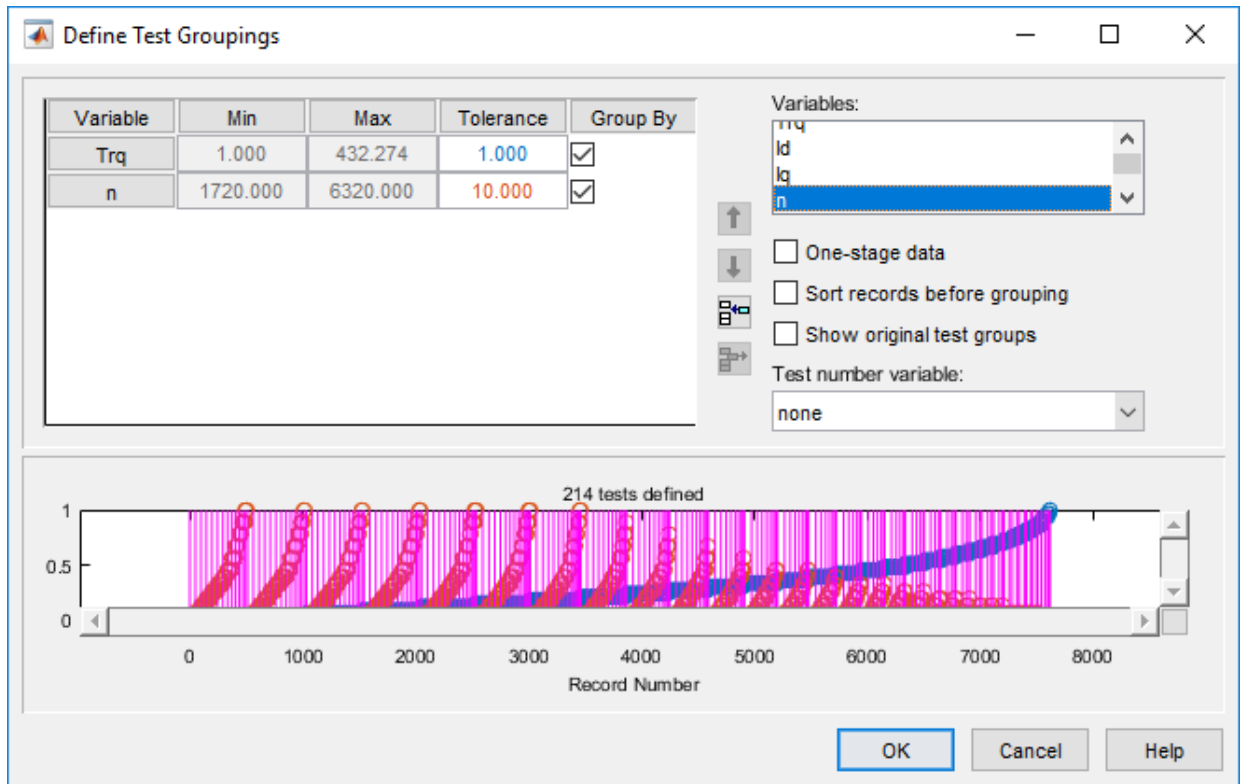 Define Test Groupings
Variable Min Max Tolerance Group By
Trq 1.000 432.274 1.000
n 1720.000 6320.000 10.000
Variables:
Trq
Id
Iq
n
One-stage data
Sort records before grouping
Show original test groups
Test number variable:
none
214 tests defined
1
0.5
0
0 1000 2000 3000 4000 5000 6000 7000 8000
Record Number
OK Cancel Help